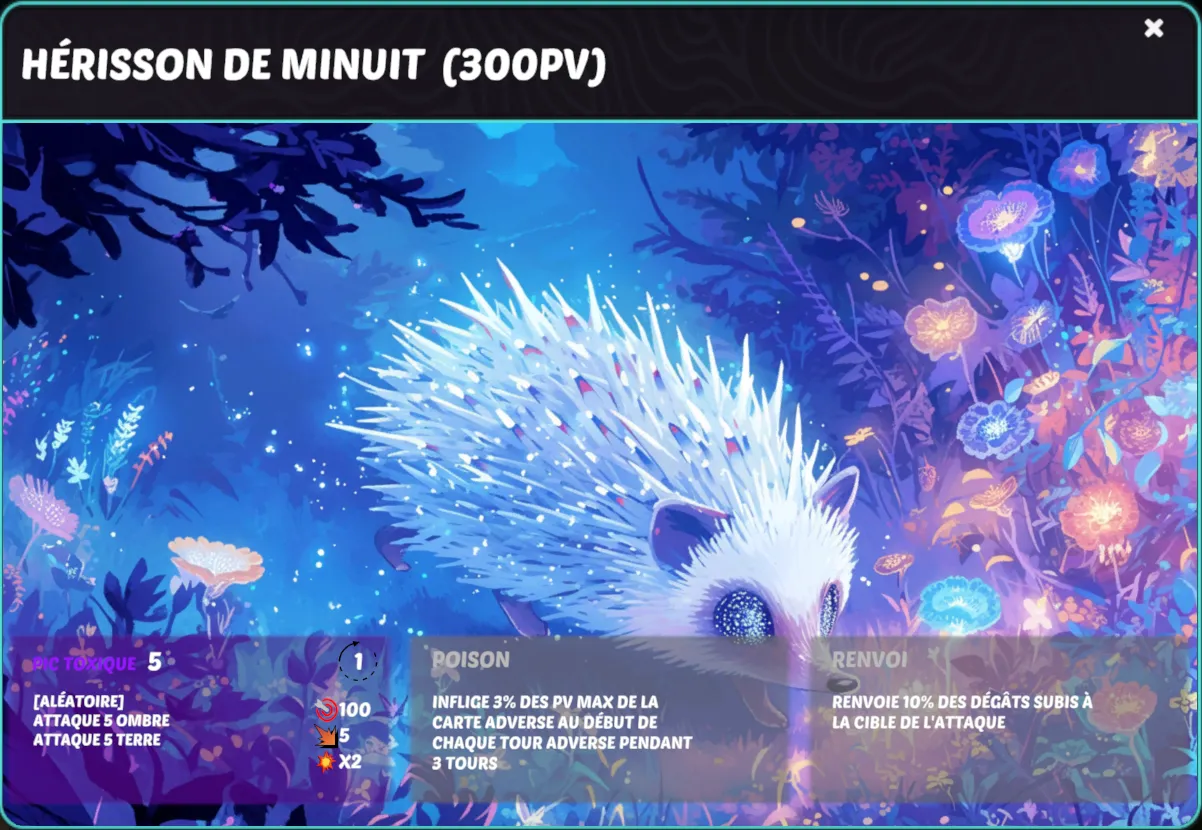 HÉRISSON DE MINUIT (300PV)
PIC TOXIQUE 5
1
[ALÉATOIRE]
ATTAQUE 5 OMBRE
ATTAQUE 5 TERRE
100
5
X2
POISON
INFLIGE 3% DES PV MAX DE LA
CARTE ADVERSE AU DÉBUT DE
CHAQUE TOUR ADVERSE PENDANT
3 TOURS
RENVOI
RENVOIE 10% DES DÉGÂTS SUBIS À
LA CIBLE DE L'ATTAQUE